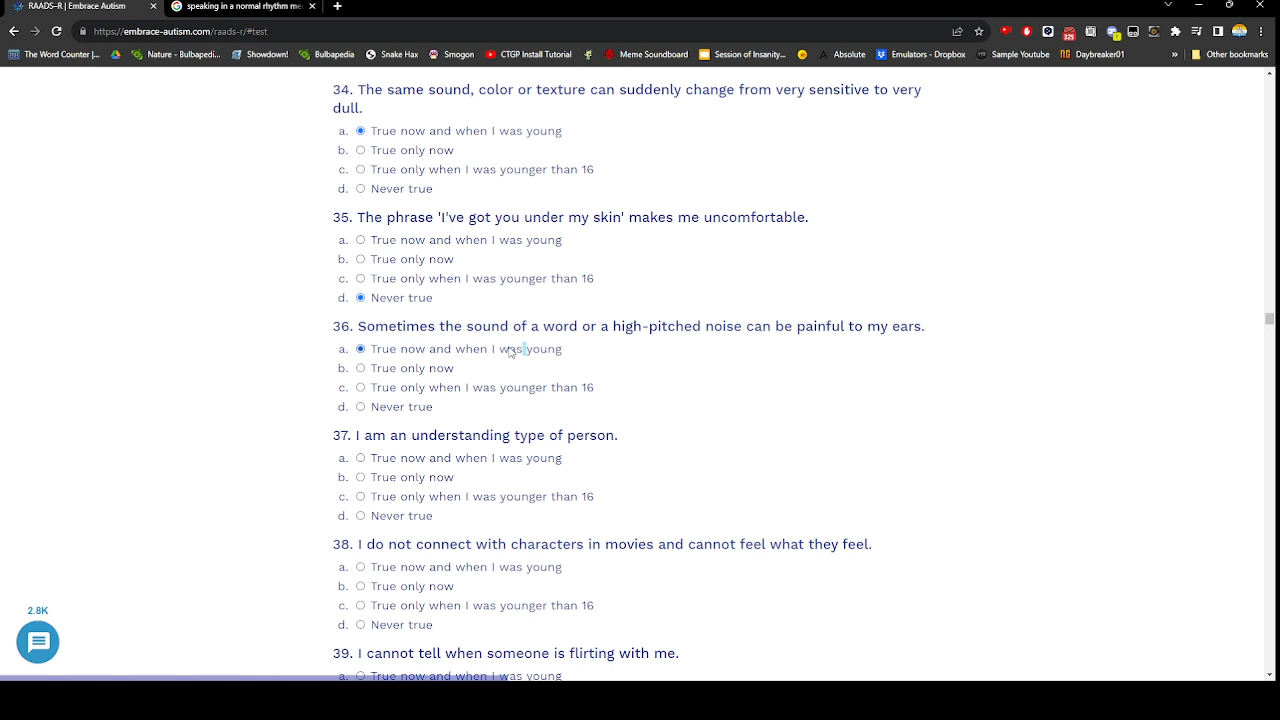 RAADS-R | Embrace Autism
speaking in a normal rhythm me
https://embrace-autism.com/raads-r/#test
325
The Word Counter |...
Nature - Bulbapedi...
Showdown!
Bulbapedia
Snake Hax
Smogon
CTGP Install Tutorial
Meme Soundboard
Session of Insanity...
Absolute
Emulators - Dropbox
Sample Youtube
Daybreaker01
»
Other bookmarks
34. The same sound, color or texture can suddenly change from very sensitive to very
dull.
a. True now and when I was young
b. True only now
c. True only when I was younger than 16
d. Never true
35. The phrase 'I've got you under my skin' makes me uncomfortable.
a. True now and when I was young
b. True only now
c. True only when I was younger than 16
d. Never true
36. Sometimes the sound of a word or a high-pitched noise can be painful to my ears.
a. True now and when I was young
b. True only now
c. True only when I was younger than 16
d. Never true
37. I am an understanding type of person.
a. True now and when I was young
b. True only now
c. True only when I was younger than 16
d. Never true
38. I do not connect with characters in movies and cannot feel what they feel.
a. True now and when I was young
b. True only now
c. True only when I was younger than 16
d. Never true
2.8K
39. I cannot tell when someone is flirting with me.
a. True now and when I was young